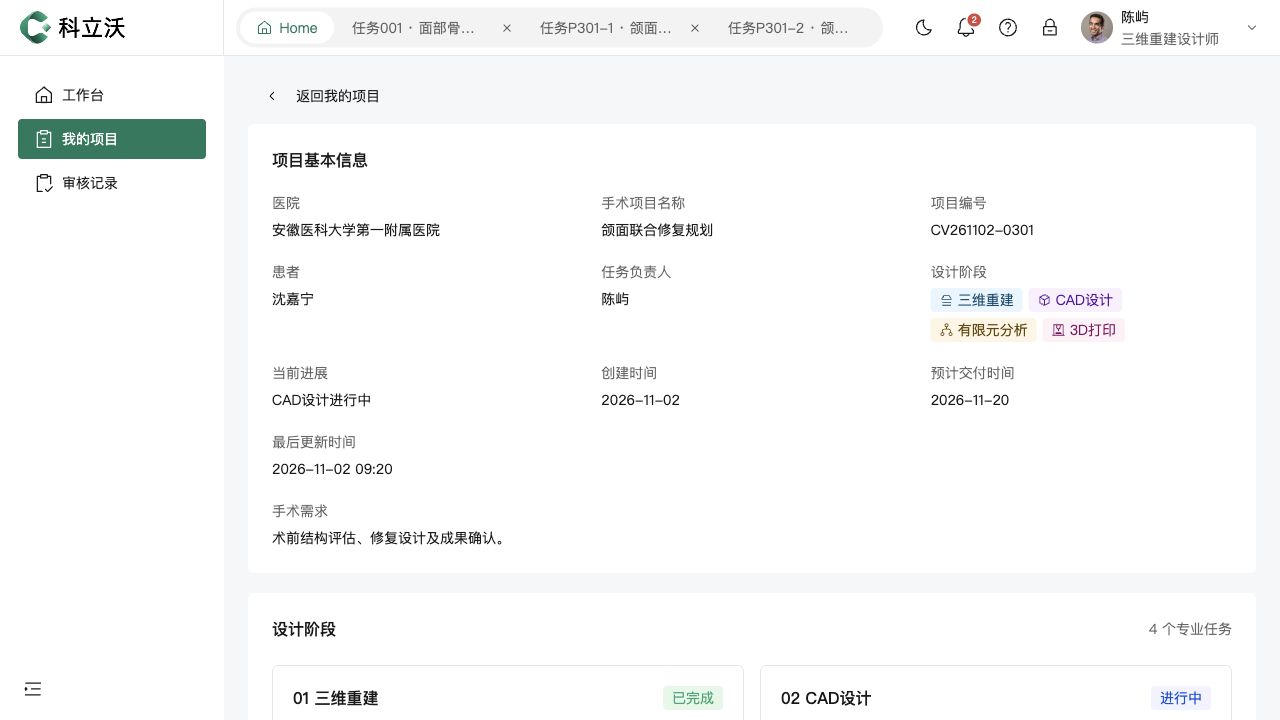 科立沃
Home
任务001 · 面部骨...
任务P301-1 · 颌面...
任务P301-2 · 颌...
2
陈屿
三维重建设计师
工作台
我的项目
审核记录
返回我的项目
项目基本信息
医院
手术项目名称
项目编号
安徽医科大学第一附属医院
颌面联合修复规划
CV261102-0301
患者
任务负责人
设计阶段
沈嘉宁
陈屿
三维重建
CAD设计
有限元分析
3D打印
当前进展
创建时间
预计交付时间
CAD设计进行中
2026-11-02
2026-11-20
最后更新时间
2026-11-02 09:20
手术需求
术前结构评估、修复设计及成果确认。
设计阶段
4 个专业任务
01 三维重建
已完成
02 CAD设计
进行中